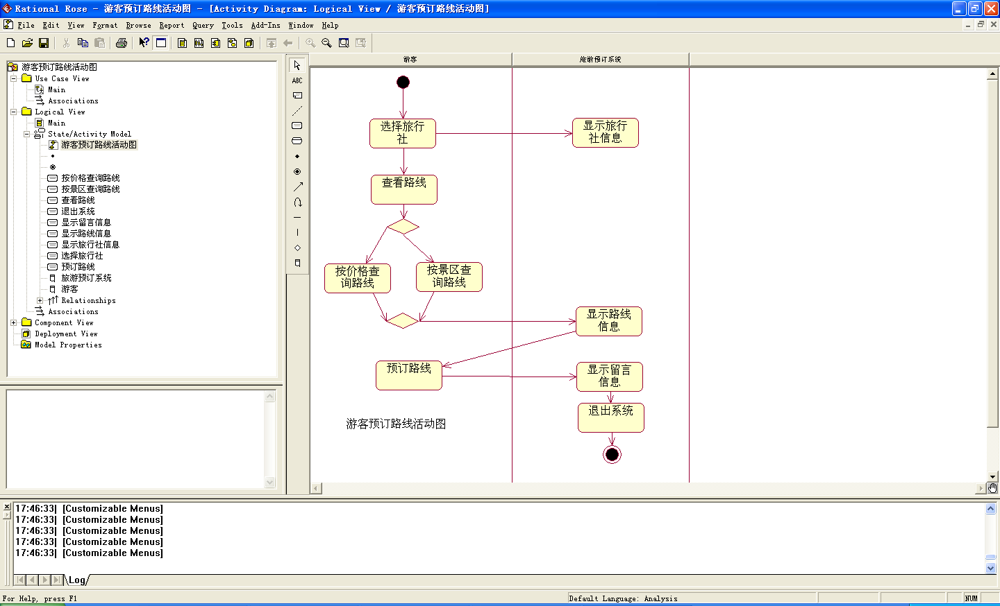 Rational Rose - 游客预订路线活动图 - [Activity Diagram: Logical View / 游客预订路线活动图]
File Edit View Format Browse Report Query Tools Add-Ins Window Help
游客预订路线活动图
Use Case View
Main
Associations
Logical View
Main
State/Activity Model
游客预订路线活动图
按价格查询路线
按景区查询路线
查看路线
退出系统
显示留言信息
显示路线信息
显示旅行社信息
选择旅行社
预订路线
旅游预订系统
游客
Relationships
Associations
Component View
Deployment View
Model Properties
ABC
游客
旅游预订系统
选择旅行
社
显示旅行
社信息
查看路线
按价格查
询路线
按景区查
询路线
显示路线
信息
预订路线
显示留言
信息
退出系统
游客预订路线活动图
17:46:33| [Customizable Menus]
17:46:33| [Customizable Menus]
17:46:33| [Customizable Menus]
17:46:33| [Customizable Menus]
17:46:33| [Customizable Menus]
Log
For Help, press F1
Default Language: Analysis
NUM